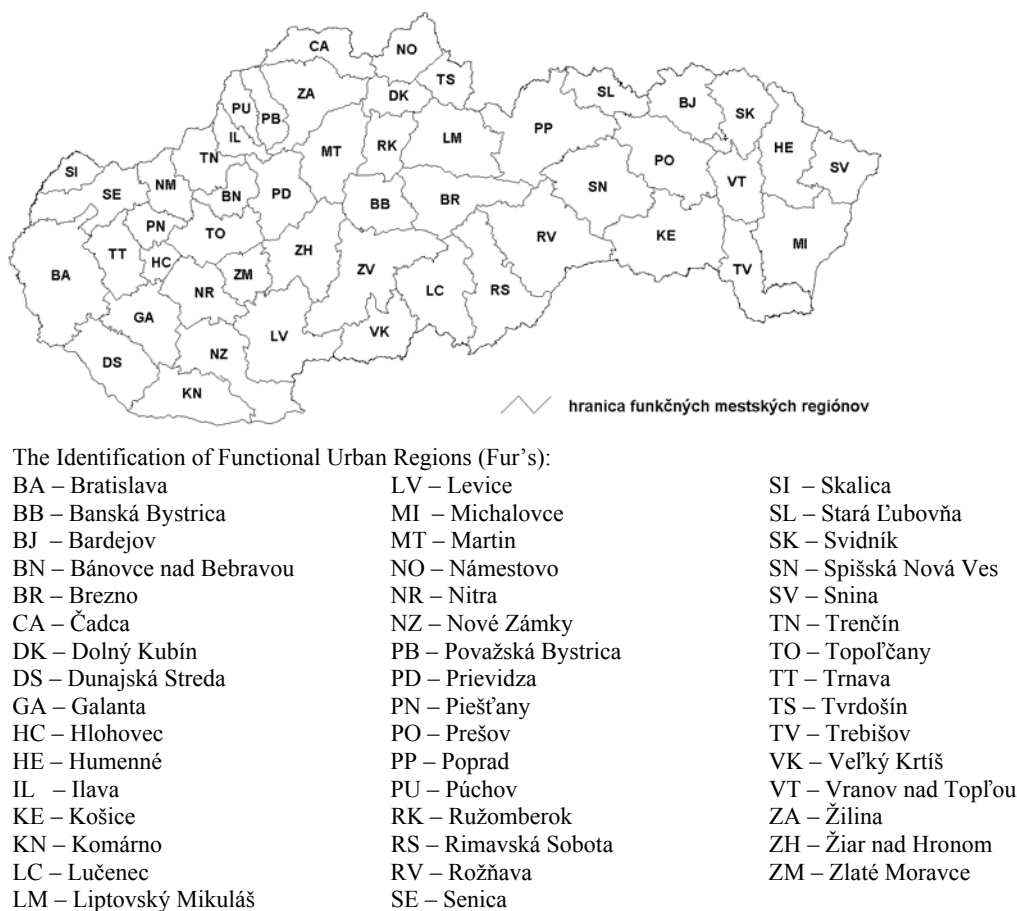 CA
NO
TS
ZA
DK
PU
PB
IL
SL
BJ
SK
PP
HE
MT
RK
LM
PO
SV
TN
SI
NM
SE
BN
PD
SN
VT
BB
BR
PN
TO
TT
HC
ZH
RV
KE
MI
BA
ZM
ZV
TV
NR
LC
RS
GA
LV
VK
NZ
DS
KN
hranica funkčných mestských regiónov
The Identification of Functional Urban Regions (Fur’s):
BA – Bratislava
BB – Banská Bystrica
BJ – Bardejov
BN – Bánovce nad Bebravou
BR – Brezno
CA – Čadca
DK – Dolný Kubín
DS – Dunajská Streda
GA – Galanta
HC – Hlohovec
HE – Humenné
IL – Ilava
KE – Košice
KN – Komárno
LC – Lučenec
LM – Liptovský Mikuláš
LV – Levice
MI – Michalovce
MT – Martin
NO – Námestovo
NR – Nitra
NZ – Nové Zámky
PB – Považská Bystrica
PD – Prievidza
PN – Piešťany
PO – Prešov
PP – Poprad
PU – Púchov
RK – Ružomberok
RS – Rimavská Sobota
RV – Rožňava
SE – Senica
SI – Skalica
SL – Stará Ľubovňa
SK – Svidník
SN – Spišská Nová Ves
SV – Snina
TN – Trenčín
TO – Topoľčany
TT – Trnava
TS – Tvrdošín
TV – Trebišov
VK – Veľký Krtíš
VT – Vranov nad Topľou
ZA – Žilina
ZH – Žiar nad Hronom
ZM – Zlaté Moravce